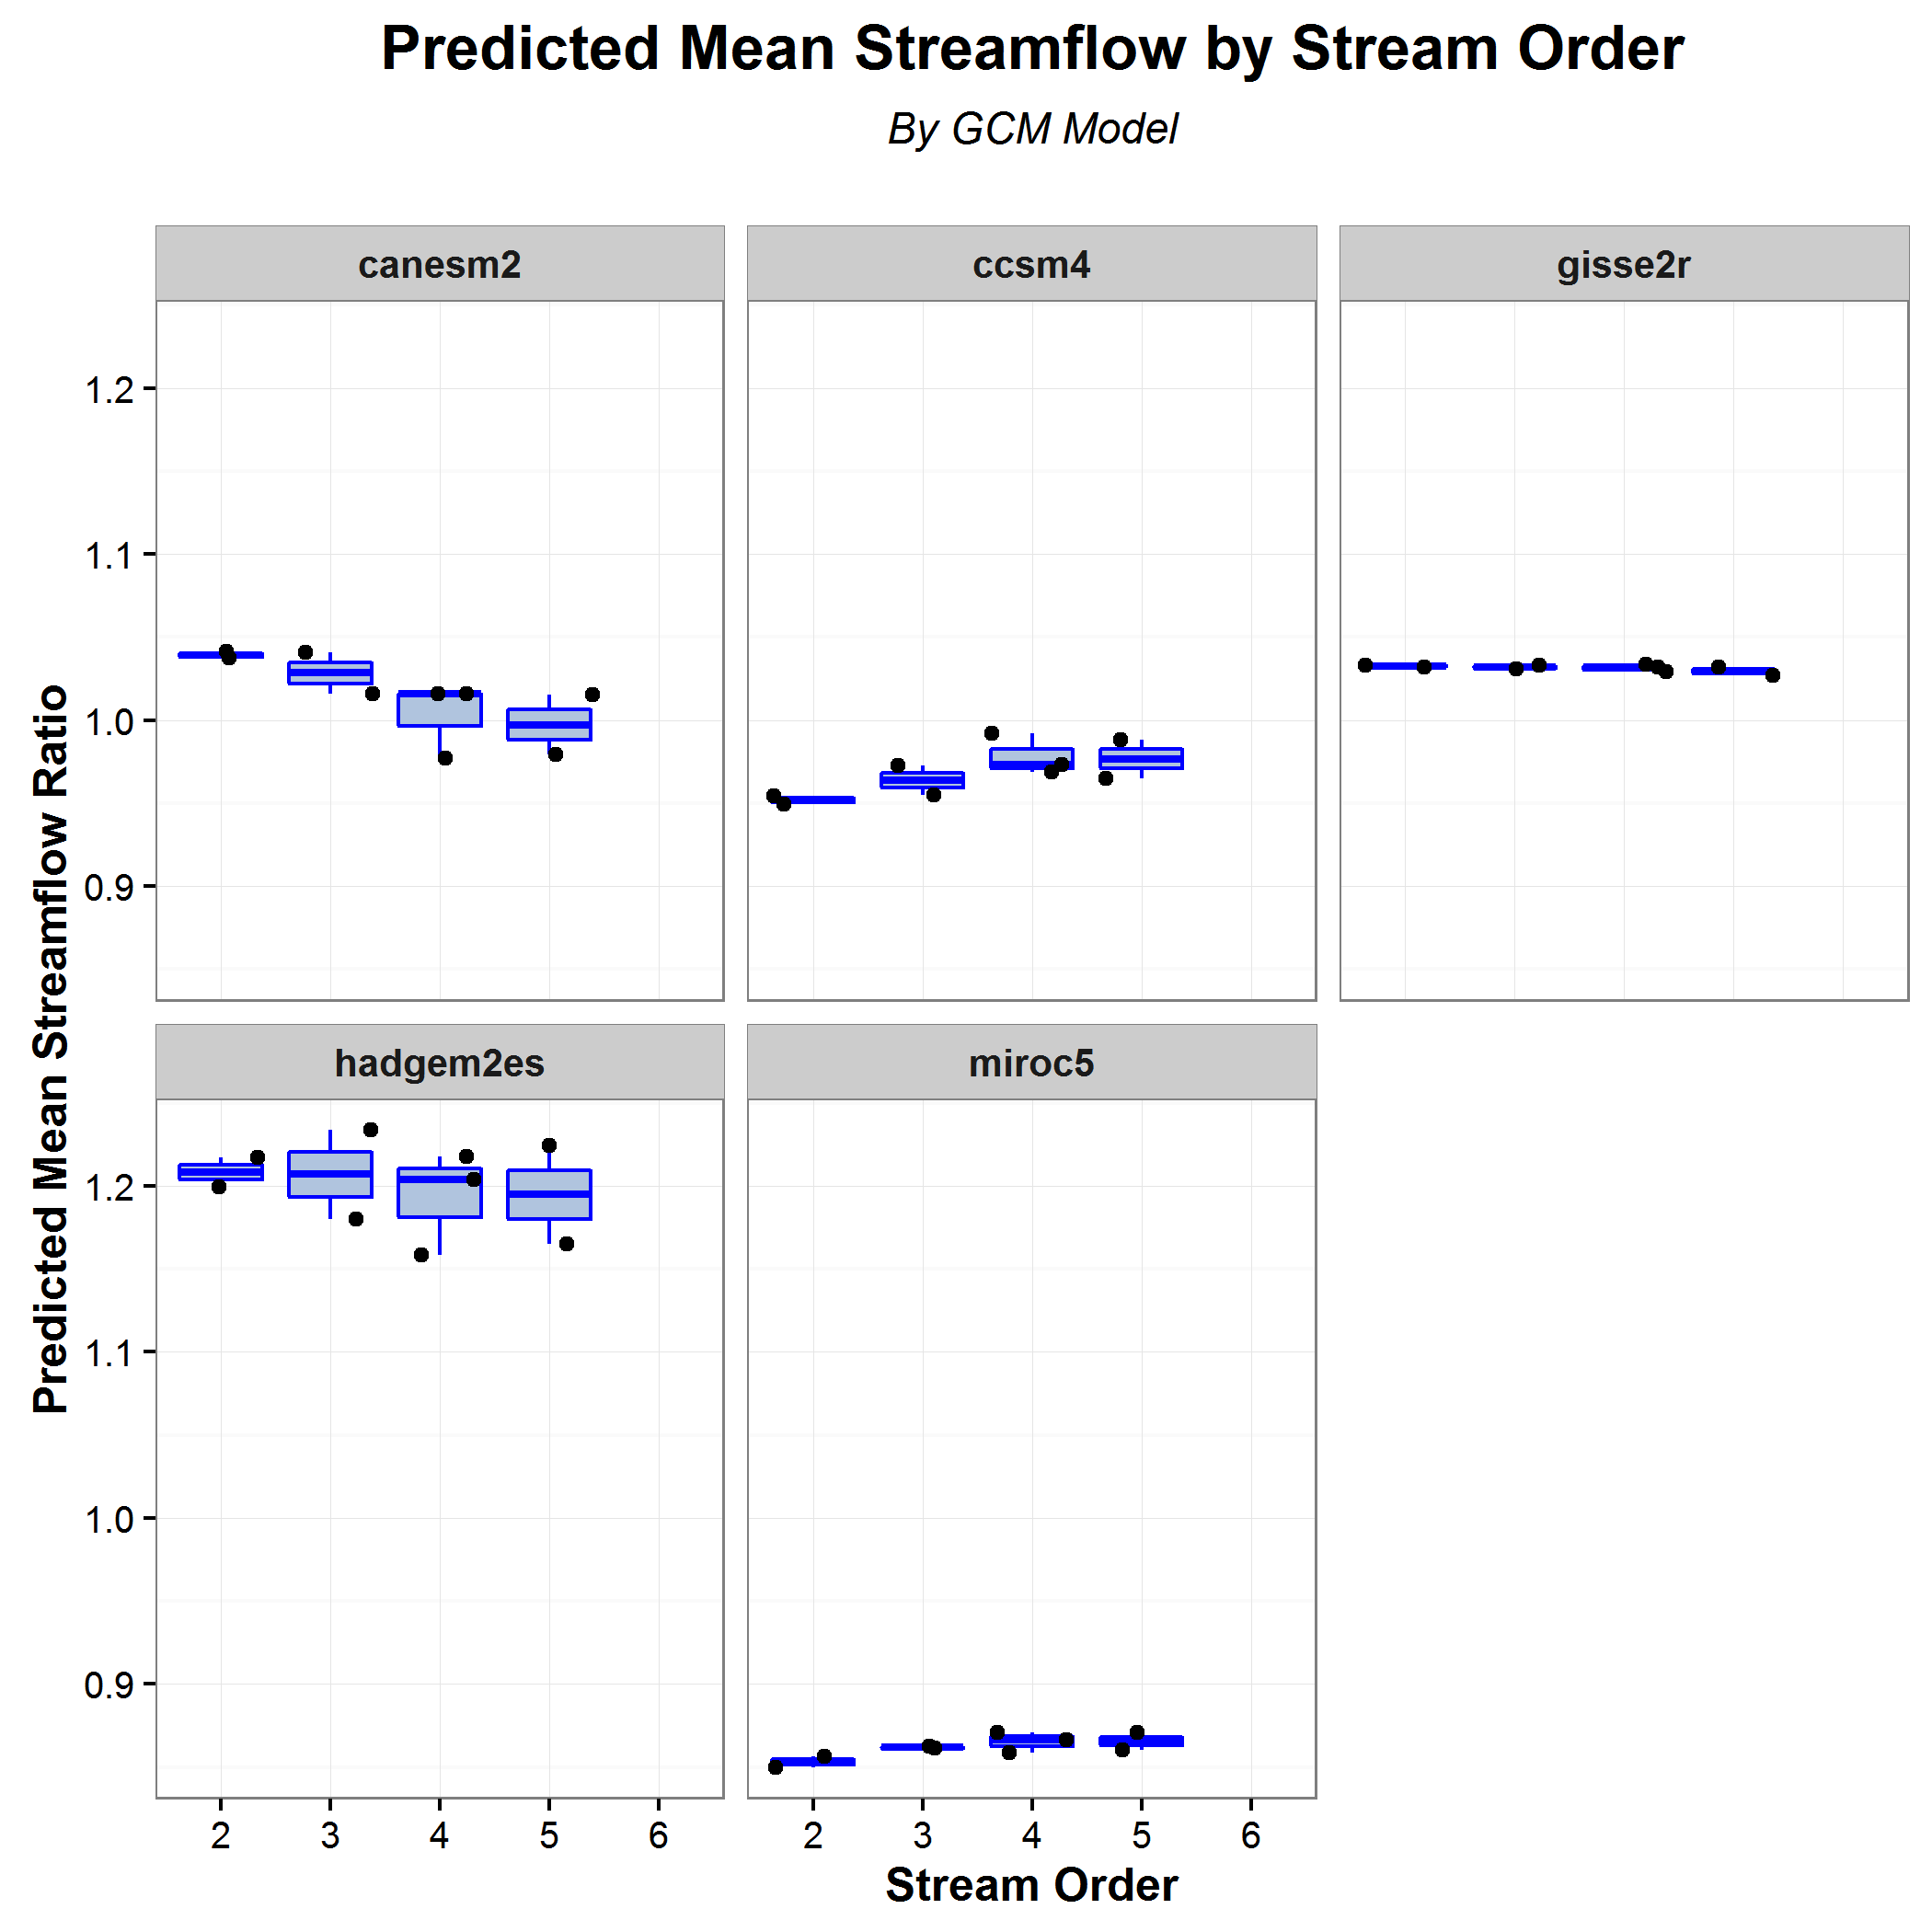 Predicted Mean Streamflow by Stream Order
By GCM Model
canesm2
ccsm4
gisse2r
1.2
1.1
1.0
0.9
Predicted Mean Streamflow Ratio
hadgem2es
miroc5
1.2
1.1
1.0
0.9
2 3 4 5 6
2 3 4 5 6
Stream Order